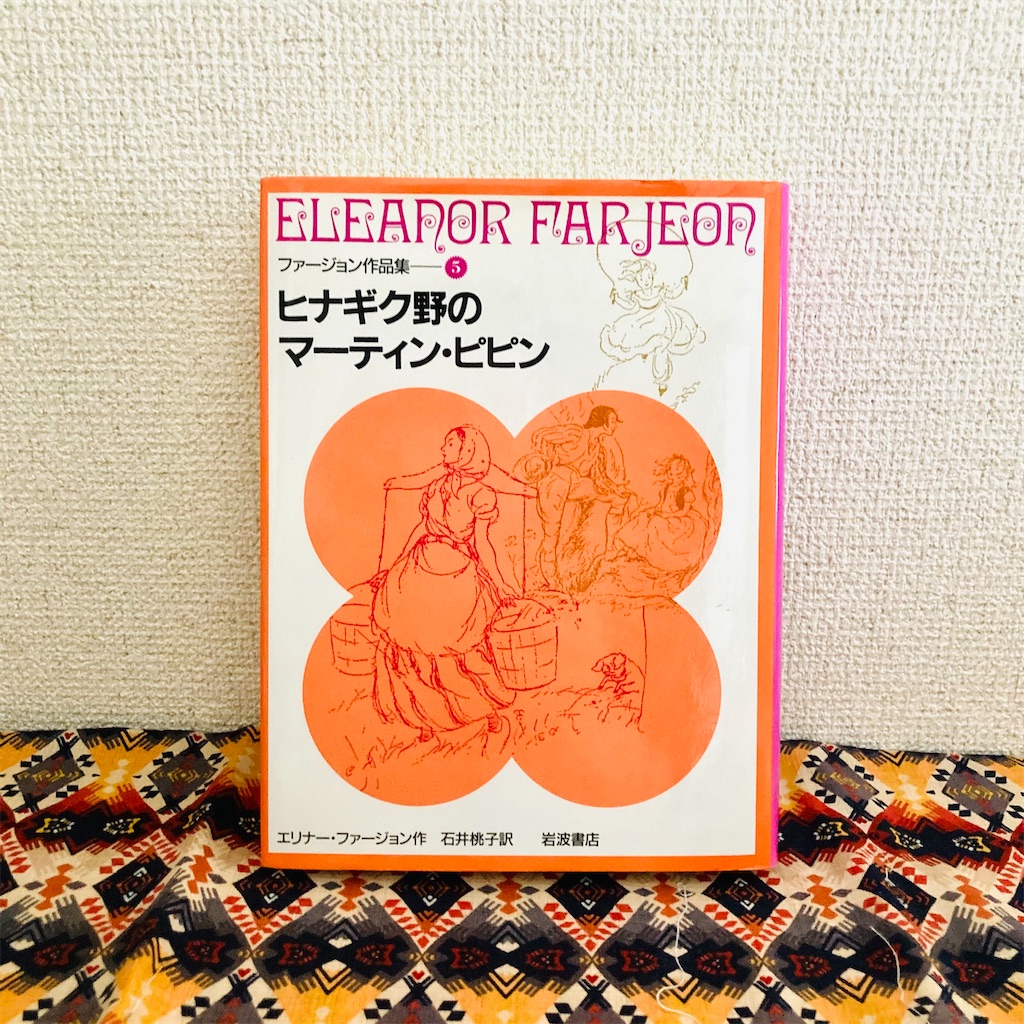 ELEANOR FARJEON
ファージョン作品集——5
ヒナギク野の
マーティン・ピピン
エリナー・ファージョン作 石井桃子訳 岩波書店